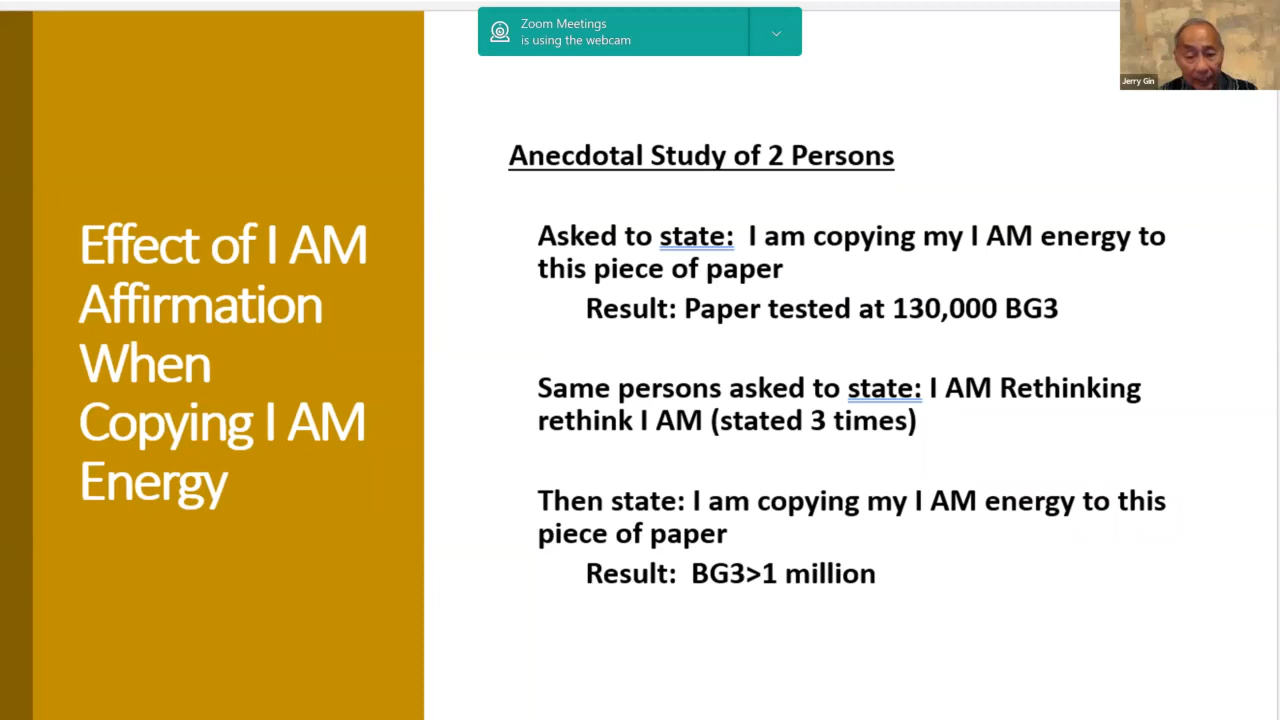 Zoom Meetings
is using the webcam
Jerry Gin
Effect of I AM
Affirmation
When
Copying I AM
Energy
Anecdotal Study of 2 Persons
Asked to state:  I am copying my I AM energy to
this piece of paper
Result: Paper tested at 130,000 BG3
Same persons asked to state: I AM Rethinking
rethink I AM (stated 3 times)
Then state: I am copying my I AM energy to this
piece of paper
Result:  BG3>1 million